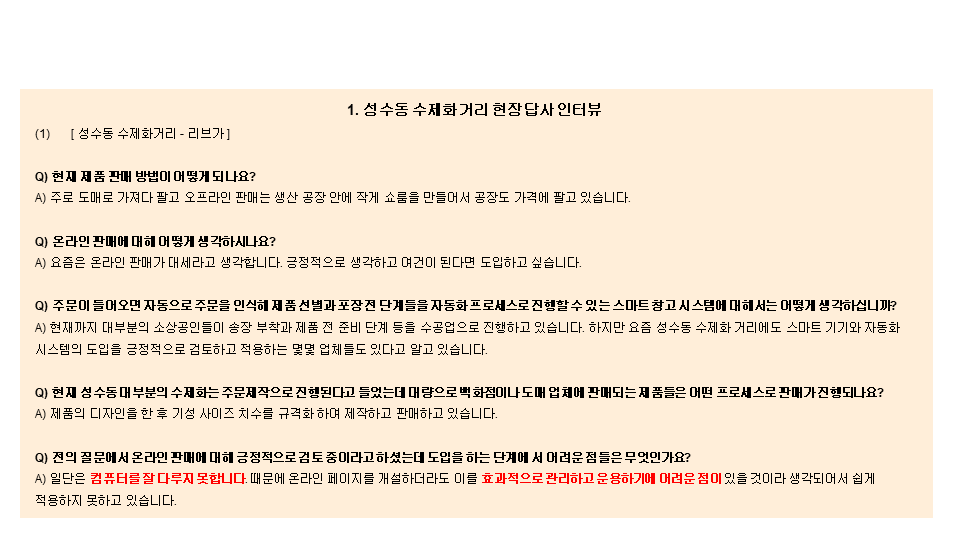 1. 성수동 수제화거리 현장답사 인터뷰
(1) [ 성수동 수제화거리 - 리브가 ]
Q) 현재 제품 판매 방법이 어떻게 되나요?
A) 주로 도매로 가져다 팔고 오프라인 판매는 생산 공장 안에 작게 쇼룸을 만들어서 공장도 가격에 팔고 있습니다.
Q) 온라인 판매에 대해 어떻게 생각하시나요?
A) 요즘은 온라인 판매가 대세라고 생각합니다. 긍정적으로 생각하고 여건이 된다면 도입하고 싶습니다.
Q) 주문이 들어오면 자동으로 주문을 인식해 제품 선별과 포장 전 단계들을 자동화 프로세스로 진행할 수 있는 스마트 창고 시스템에 대해서는 어떻게 생각하십니까?
A) 현재까지 대부분의 소상공인들이 송장 부착과 제품 전 준비 단계 등을 수공업으로 진행하고 있습니다. 하지만 요즘 성수동 수제화 거리에도 스마트 기기와 자동화
시스템의 도입을 긍정적으로 검토하고 적용하는 몇몇 업체들도 있다고 알고 있습니다.
Q) 현재 성수동 대부분의 수제화는 주문제작으로 진행된다고 들었는데 대량으로 백화점이나 도매 업체에 판매되는 제품들은 어떤 프로세스로 판매가 진행되나요?
A) 제품의 디자인을 한 후 기성 사이즈 치수를 규격화 하여 제작하고 판매하고 있습니다.
Q) 전의 질문에서 온라인 판매에 대해 긍정적으로 검토 중이라고 하셨는데 도입을 하는 단계에 서 어려운 점들은 무엇인가요?
A) 일단은 컴퓨터를 잘 다루지 못합니다. 때문에 온라인 페이지를 개설하더라도 이를 효과적으로 관리하고 운용하기에 어려운 점이 있을 것이라 생각되어서 쉽게
적용하지 못하고 있습니다.